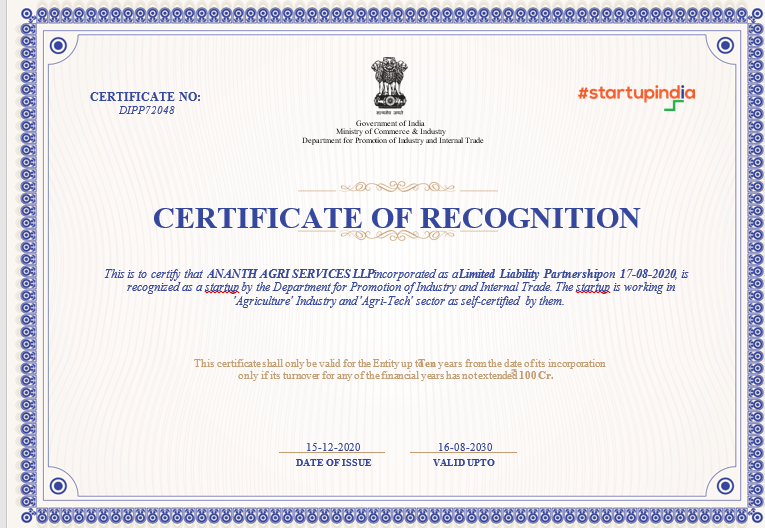 CERTIFICATE NO:
DIPP72048
#startupindia
Government of India
Ministry of Commerce & Industry
Department for Promotion of Industry and Internal Trade
CERTIFICATE OF RECOGNITION
This is to certify that ANANTH AGRI SERVICES LLPincorporated as aLimited Liability Partnershipon 17-08-2020, is
recognized as a startup by the Department for Promotion of Industry and Internal Trade. The startup is working in
'Agriculture' Industry and'Agri-Tech' sector as self-certified by them.
This certificate shall only be valid for the Entity up toTen years from the date of its incorporation
only if its turnover for any of the financial years has not extended 100 Cr.
15-12-2020 16-08-2030
DATE OF ISSUE VALID UPTO